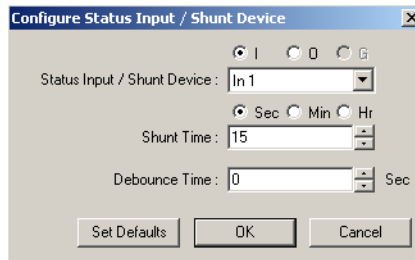 Configure Status Input / Shunt Device
I O G
Status Input / Shunt Device : In 1
Sec Min Hr
Shunt Time : 15
Debounce Time : 0 Sec
Set Defaults OK Cancel